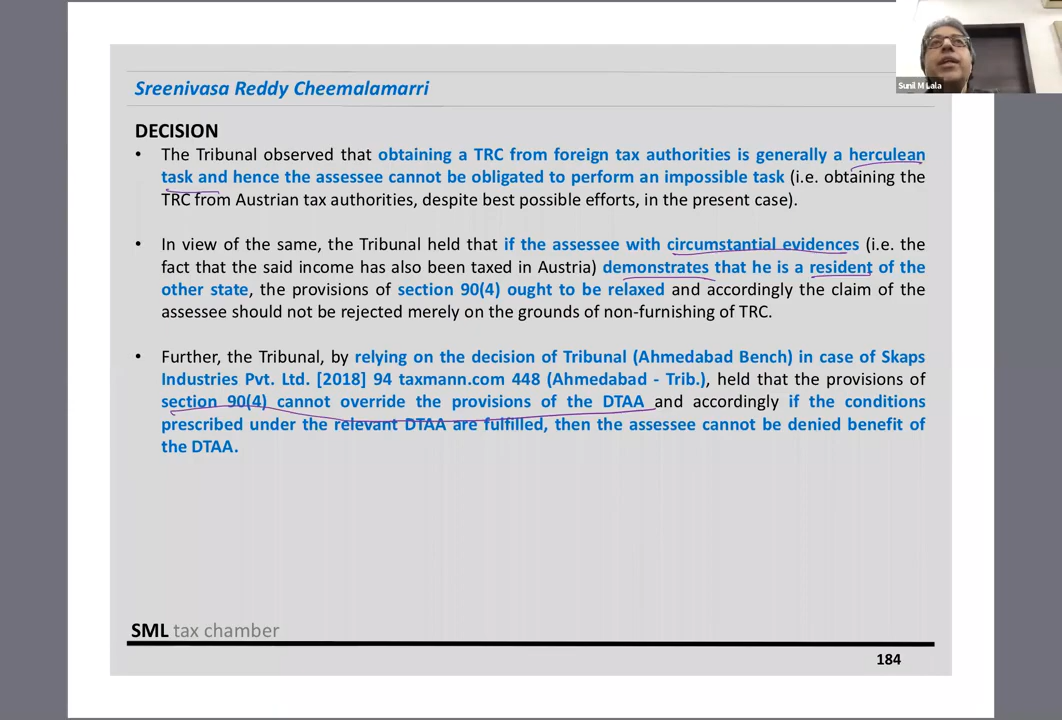 Sunil M Lala
Sreenivasa Reddy Cheemalamarri
DECISION
• The Tribunal observed that obtaining a TRC from foreign tax authorities is generally a herculean
task and hence the assessee cannot be obligated to perform an impossible task (i.e. obtaining the
TRC from Austrian tax authorities, despite best possible efforts, in the present case).
• In view of the same, the Tribunal held that if the assessee with circumstantial evidences (i.e. the
fact that the said income has also been taxed in Austria) demonstrates that he is a resident of the
other state, the provisions of section 90(4) ought to be relaxed and accordingly the claim of the
assessee should not be rejected merely on the grounds of non-furnishing of TRC.
• Further, the Tribunal, by relying on the decision of Tribunal (Ahmedabad Bench) in case of Skaps
Industries Pvt. Ltd. [2018] 94 taxmann.com 448 (Ahmedabad - Trib.), held that the provisions of
section 90(4) cannot override the provisions of the DTAA and accordingly if the conditions
prescribed under the relevant DTAA are fulfilled, then the assessee cannot be denied benefit of
the DTAA.
SML tax chamber
184